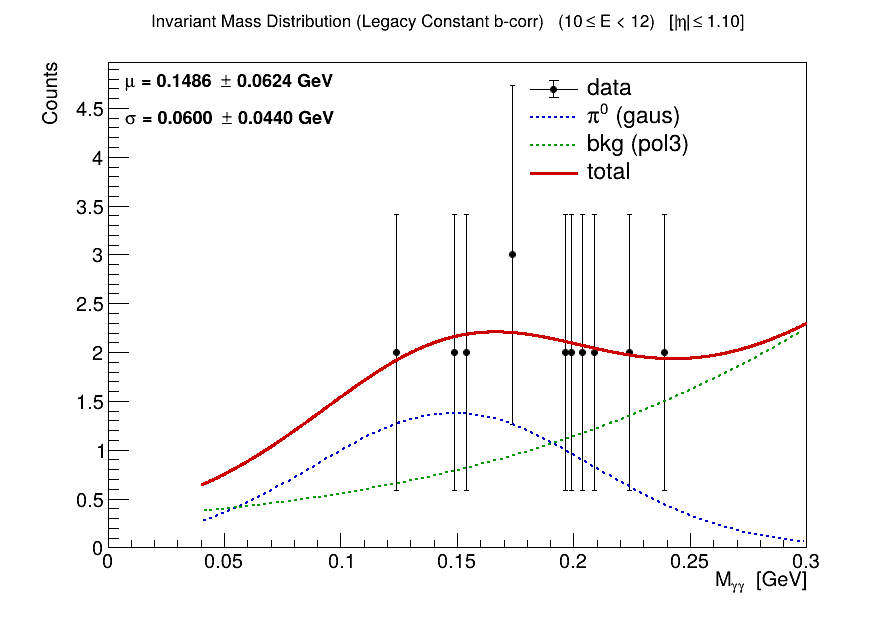 Invariant Mass Distribution (Legacy Constant b-corr) (10 ≤ E < 12) [|η| ≤ 1.10]
μ = 0.1486 ± 0.0624 GeV
σ = 0.0600 ± 0.0440 GeV
data
π⁰ (gaus)
bkg (pol3)
total
Counts
4.5
4
3.5
3
2.5
2
1.5
1
0.5
0
0 0.05 0.1 0.15 0.2 0.25 0.3
M_γγ [GeV]